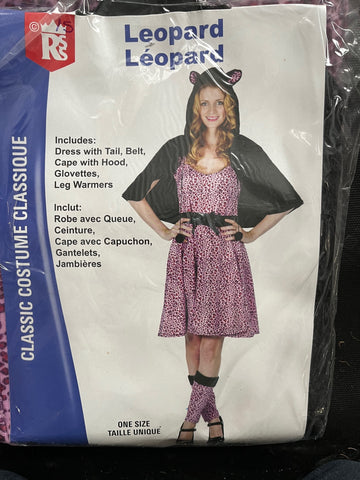 ©
RS
Leopard
Léopard
Includes:
Dress with Tail, Belt,
Cape with Hood,
Glovettes,
Leg Warmers
Inclut:
Robe avec Queue,
Ceinture,
Cape avec Capuchon,
Gantelets,
Jambières
CLASSIC COSTUME CLASSIQUE
ONE SIZE
TAILLE UNIQUE